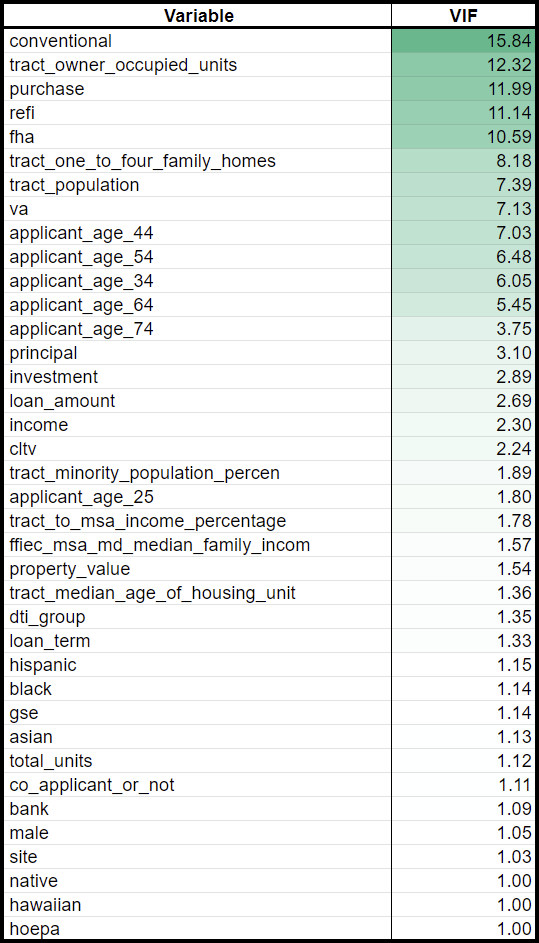 Variable VIF
conventional 15.84
tract_owner_occupied_units 12.32
purchase 11.99
refi 11.14
fha 10.59
tract_one_to_four_family_homes 8.18
tract_population 7.39
va 7.13
applicant_age_44 7.03
applicant_age_54 6.48
applicant_age_34 6.05
applicant_age_64 5.45
applicant_age_74 3.75
principal 3.10
investment 2.89
loan_amount 2.69
income 2.30
cltv 2.24
tract_minority_population_percen 1.89
applicant_age_25 1.80
tract_to_msa_income_percentage 1.78
ffiec_msa_md_median_family_incom 1.57
property_value 1.54
tract_median_age_of_housing_unit 1.36
dti_group 1.35
loan_term 1.33
hispanic 1.15
black 1.14
gse 1.14
asian 1.13
total_units 1.12
co_applicant_or_not 1.11
bank 1.09
male 1.05
site 1.03
native 1.00
hawaiian 1.00
hoepa 1.00